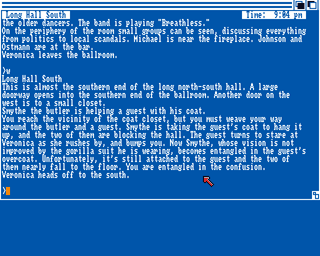 Long Hall South Time: 9:04 pm
the older dancers. The band is playing "Breathless."
On the periphery of the room small groups can be seen, discussing everything
from politics to local scandals. Michael is near the fireplace. Johnson and
Ostmann are at the bar.
Veronica leaves the ballroom.
>w
Long Hall South
This is almost the southern end of the long north-south hall. A large
doorway opens into the southern end of the ballroom. Another door on the
west is to a small closet.
Smythe the butler is helping a guest with his coat.
You reach the vicinity of the coat closet, but you must weave your way
around the butler and a guest. Smythe is taking the guest's coat to hang it
up, and the two of them are blocking the hall. The guest turns to stare at
Veronica as she rushes by, and bumps you. Now Smythe, whose vision is not
improved by the gorilla suit he is wearing, becomes entangled in the guest's
overcoat. Unfortunately, it's still attached to the guest and the two of
them nearly fall to the floor. You are entangled in the confusion.
Veronica heads off to the south.
>